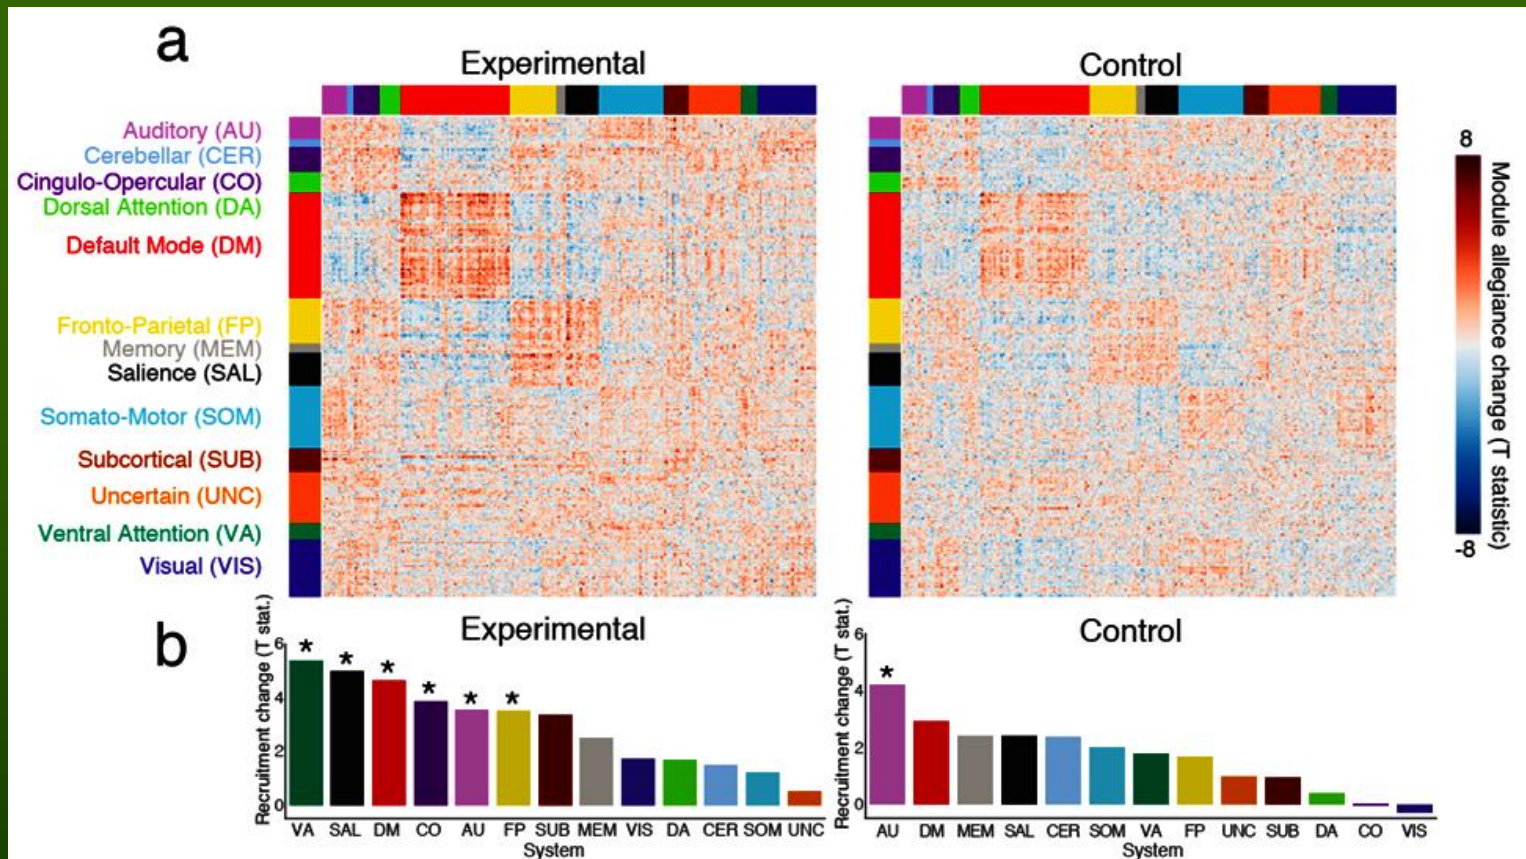 a
Experimental
Control
Auditory (AU)
Cerebellar (CER)
Cingulo-Opercular (CO)
Dorsal Attention (DA)
Default Mode (DM)
Fronto-Parietal (FP)
Memory (MEM)
Salience (SAL)
Somato-Motor (SOM)
Subcortical (SUB)
Uncertain (UNC)
Ventral Attention (VA)
Visual (VIS)
8
Module allegiance change (T statistic)
-8
b
Experimental
Recruitment change (T stat.)
6
4
2
0
* * * * * *
VA SAL DM CO AU FP SUB MEM VIS DA CER SOM UNC
System
Control
Recruitment change (T stat.)
6
4
2
0
*
AU DM MEM SAL CER SOM VA FP UNC SUB DA CO VIS
System